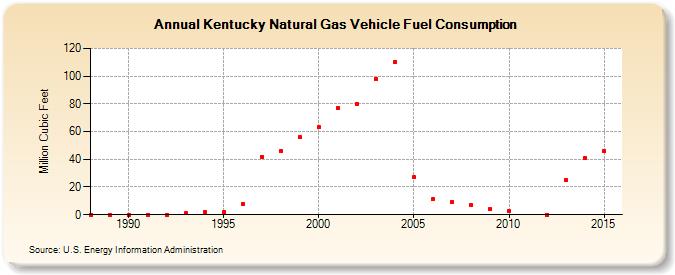 Annual Kentucky Natural Gas Vehicle Fuel Consumption
Million Cubic Feet
120
100
80
60
40
20
0
1990 1995 2000 2005 2010 2015
Source: U.S. Energy Information Administration